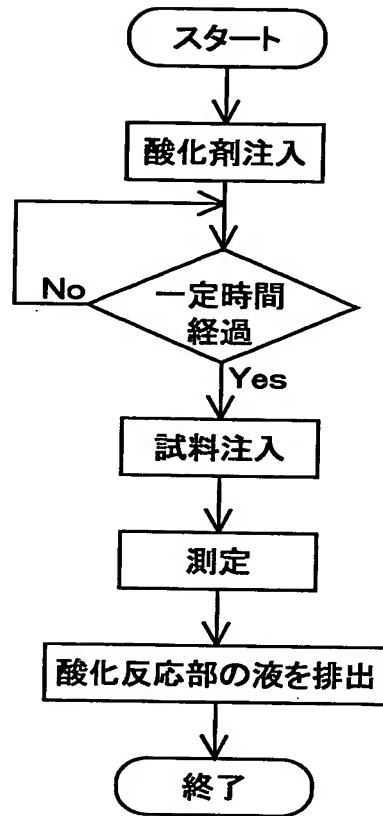 スタート
酸化剤注入
No
一定時間
経過
Yes
試料注入
測定
酸化反応部の液を排出
終了